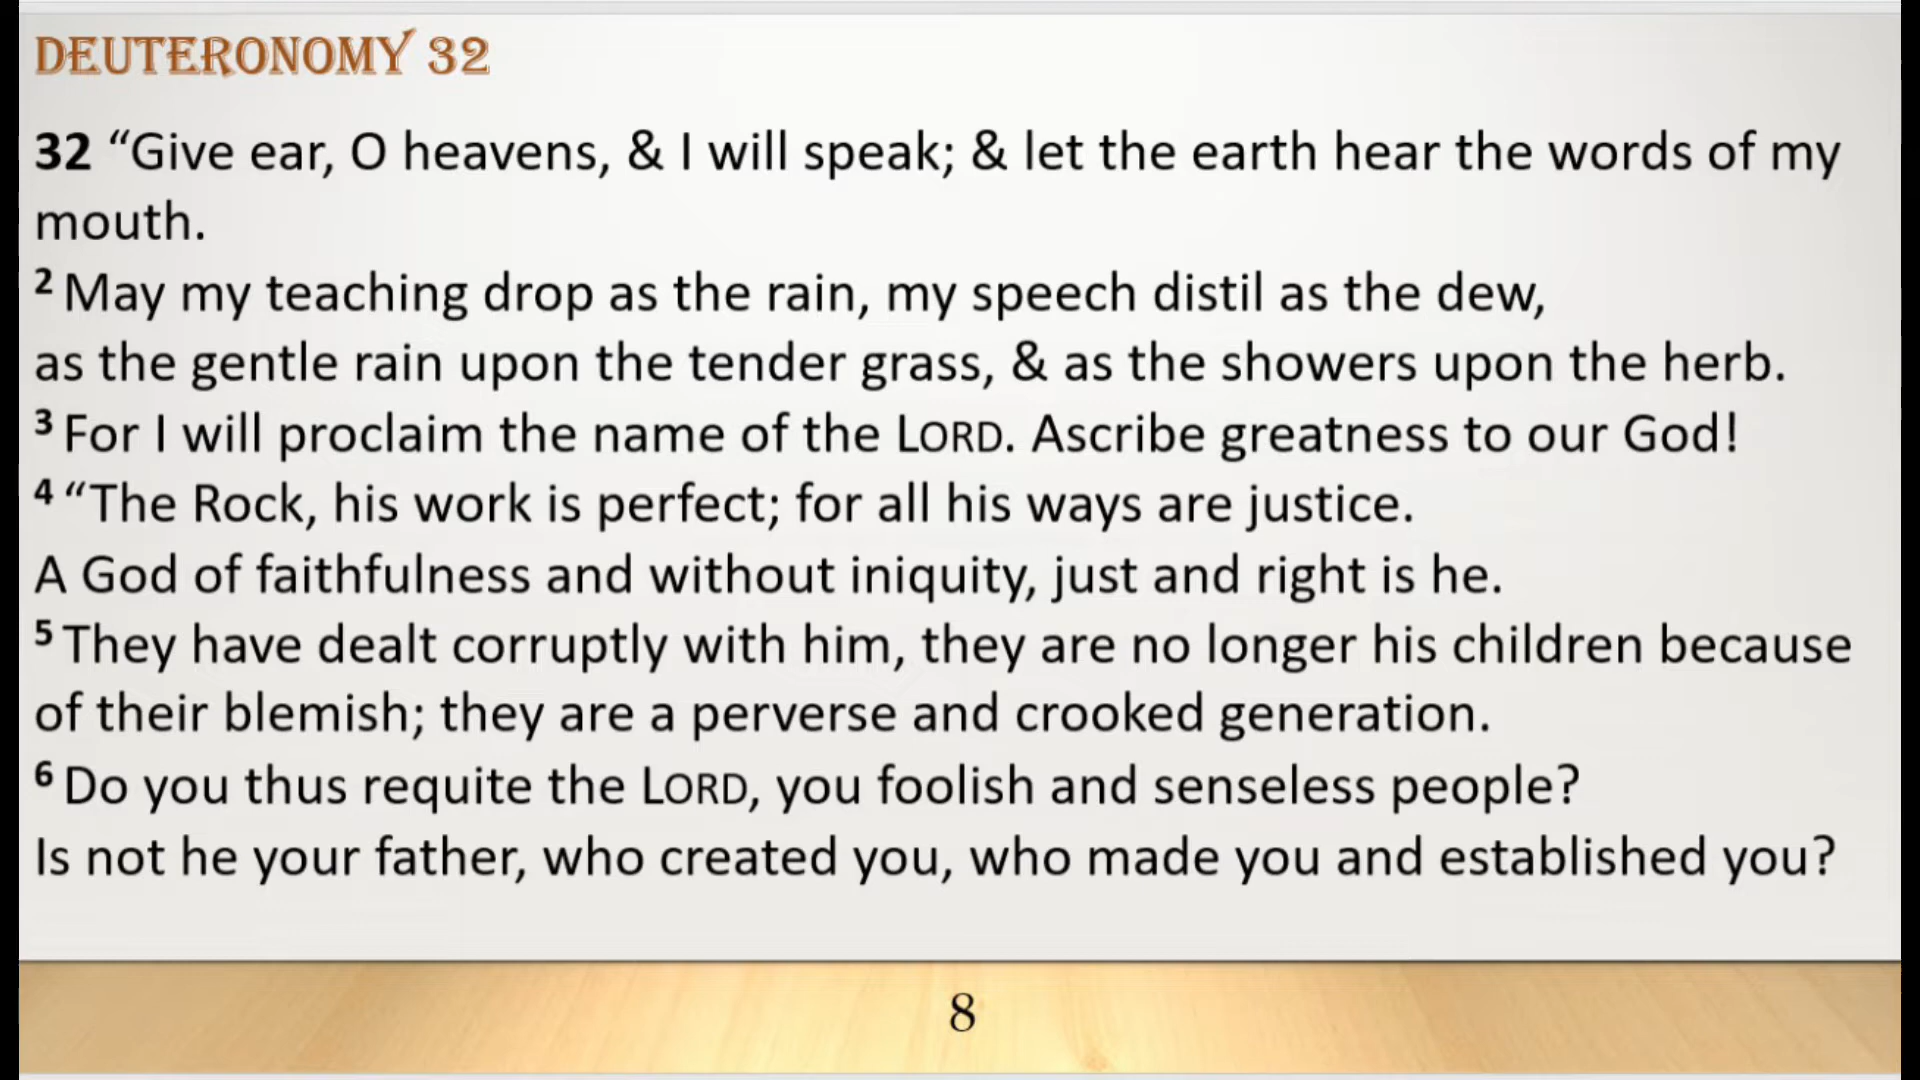 DEUTERONOMY 32
32 “Give ear, O heavens, & I will speak; & let the earth hear the words of my
mouth.
2 May my teaching drop as the rain, my speech distil as the dew,
as the gentle rain upon the tender grass, & as the showers upon the herb.
3 For I will proclaim the name of the LORD. Ascribe greatness to our God!
4 “The Rock, his work is perfect; for all his ways are justice.
A God of faithfulness and without iniquity, just and right is he.
5 They have dealt corruptly with him, they are no longer his children because
of their blemish; they are a perverse and crooked generation.
6 Do you thus requite the LORD, you foolish and senseless people?
Is not he your father, who created you, who made you and established you?
8